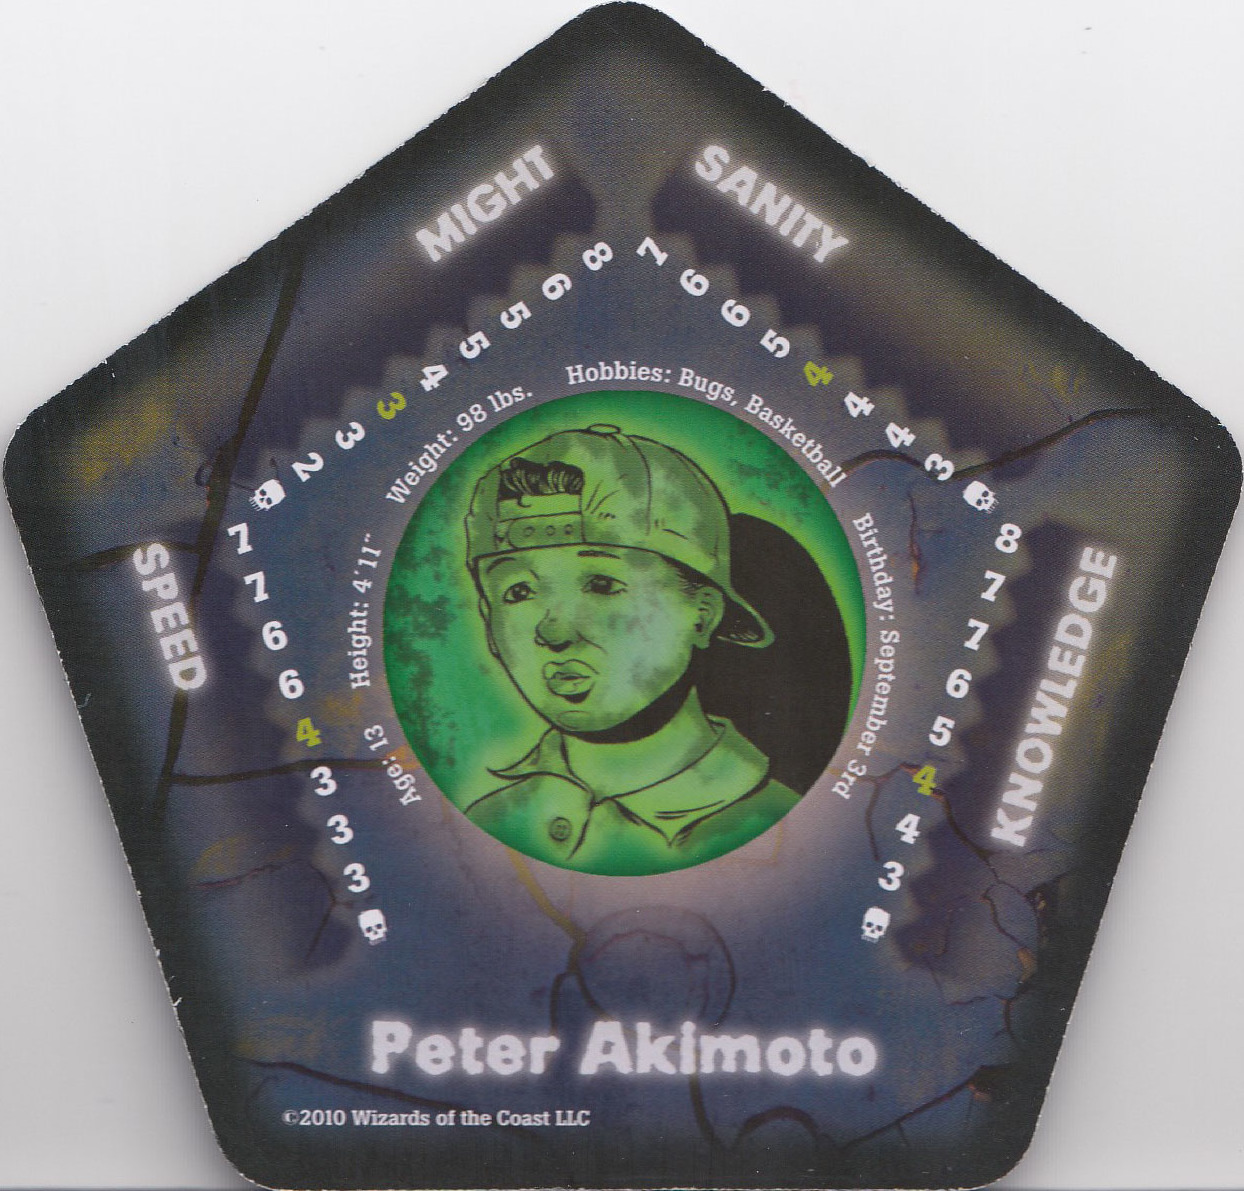 MIGHT
2 3 3 4 5 5 6 8
SANITY
7 6 6 5 4 4 4 3
SPEED
7 7 6 6 4 3 3 3
KNOWLEDGE
8 7 7 6 5 4 4 3
Age: 13
Height: 4'11"
Weight: 98 lbs.
Hobbies: Bugs, Basketball
Birthday: September 3rd
Peter Akimoto
©2010 Wizards of the Coast LLC